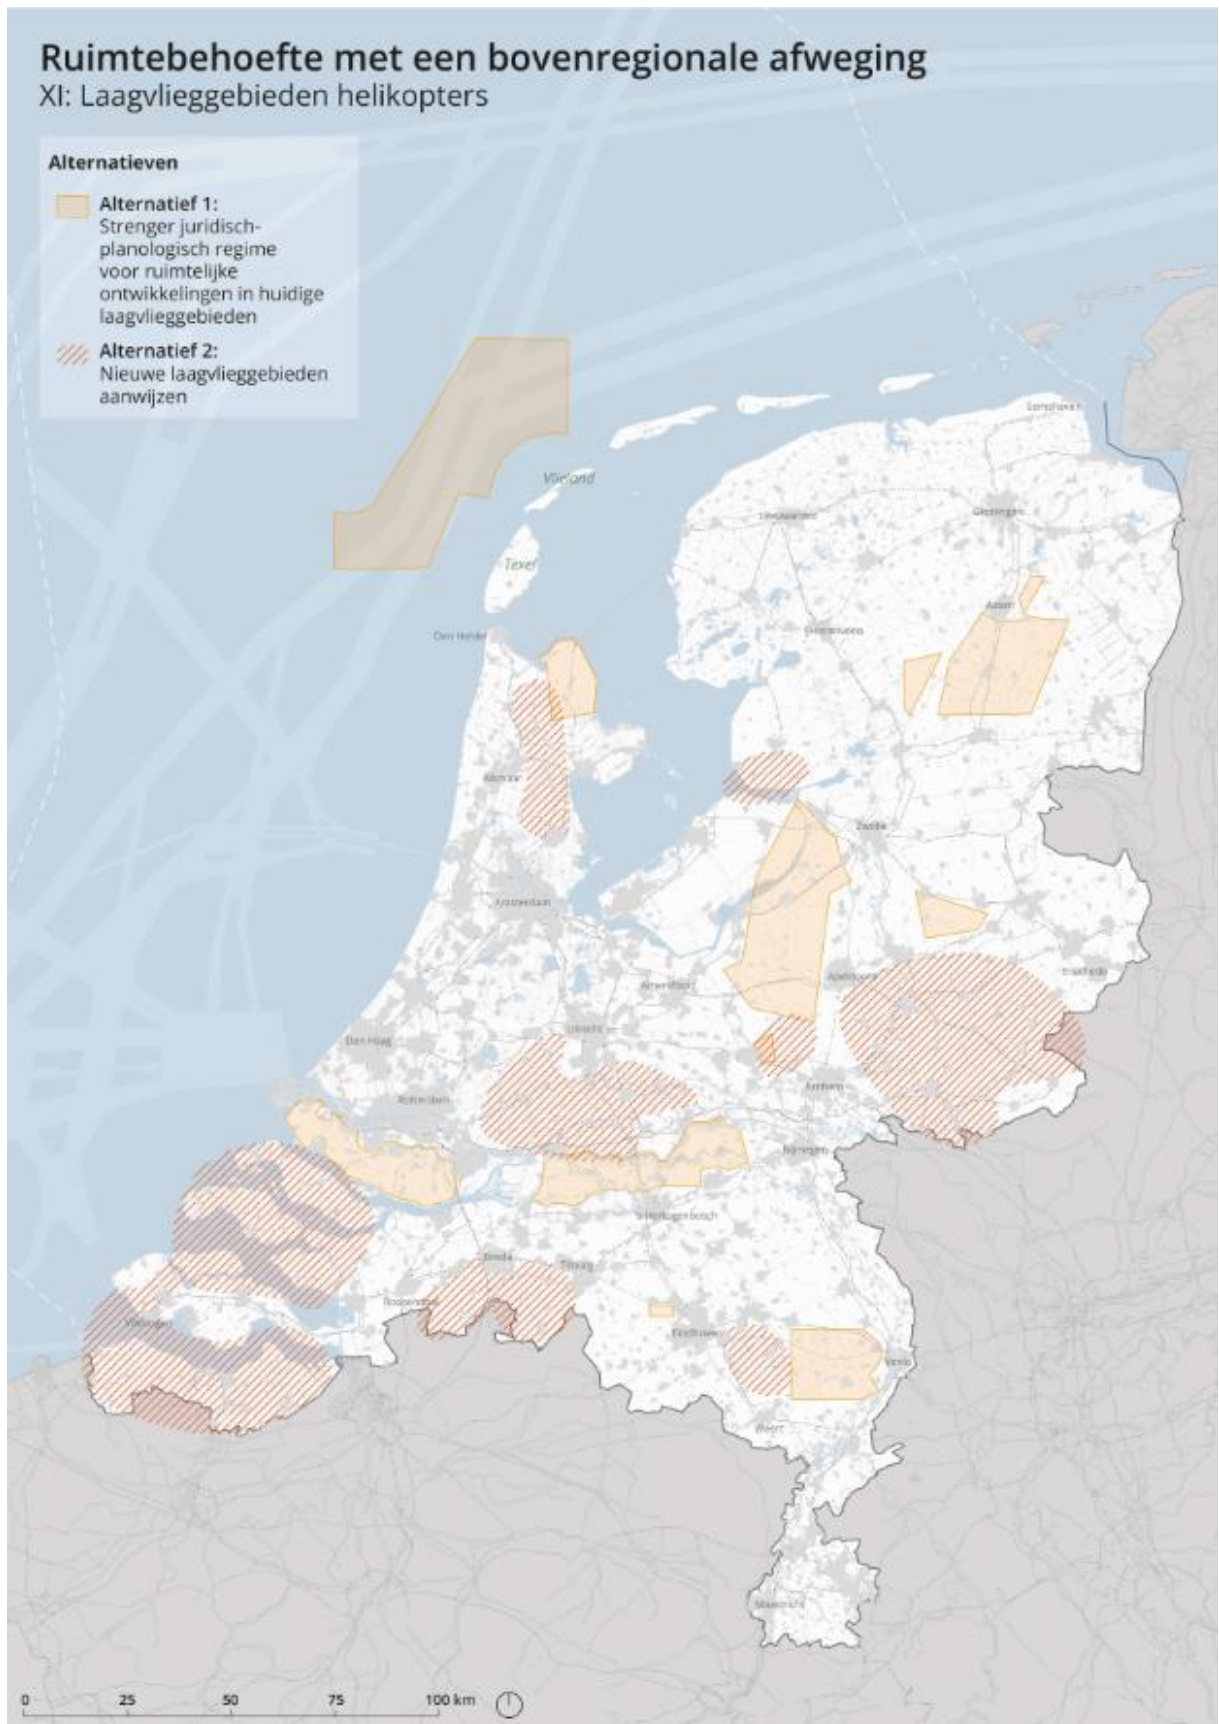 Ruimtebehoefte met een bovenregionale afweging
XI: Laagvlieggebieden helikopters
Alternatieven
Alternatief 1:
Strenger juridisch-
planologisch regime
voor ruimtelijke
ontwikkelingen in huidige
laagvlieggebieden
Alternatief 2:
Nieuwe laagvlieggebieden
aanwijzen
Eemshaven
Vlieland
Leeuwarden
Groningen
Texel
Assen
Heerenveen
Den Helder
Alkmaar
Zwolle
Amsterdam
Enschede
Apeldoorn
Amersfoort
Utrecht
Den Haag
Arnhem
Rotterdam
Nijmegen
's-Hertogenbosch
Breda
Tilburg
Roosendaal
Vlissingen
Eindhoven
Venlo
Weert
Maastricht
0 25 50 75 100 km